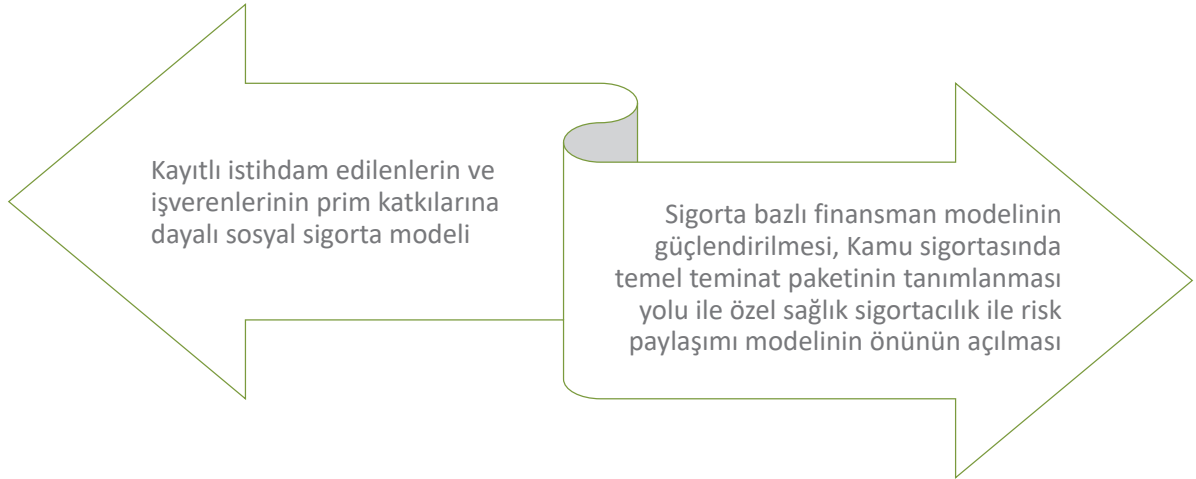 Kayıtlı istihdam edilenlerin ve
işverenlerinin prim katkılarına
dayalı sosyal sigorta modeli
Sigorta bazlı finansman modelinin
güçlendirilmesi, Kamu sigortasında
temel teminat paketinin tanımlanması
yolu ile özel sağlık sigortacılık ile risk
paylaşımı modelinin önünün açılması